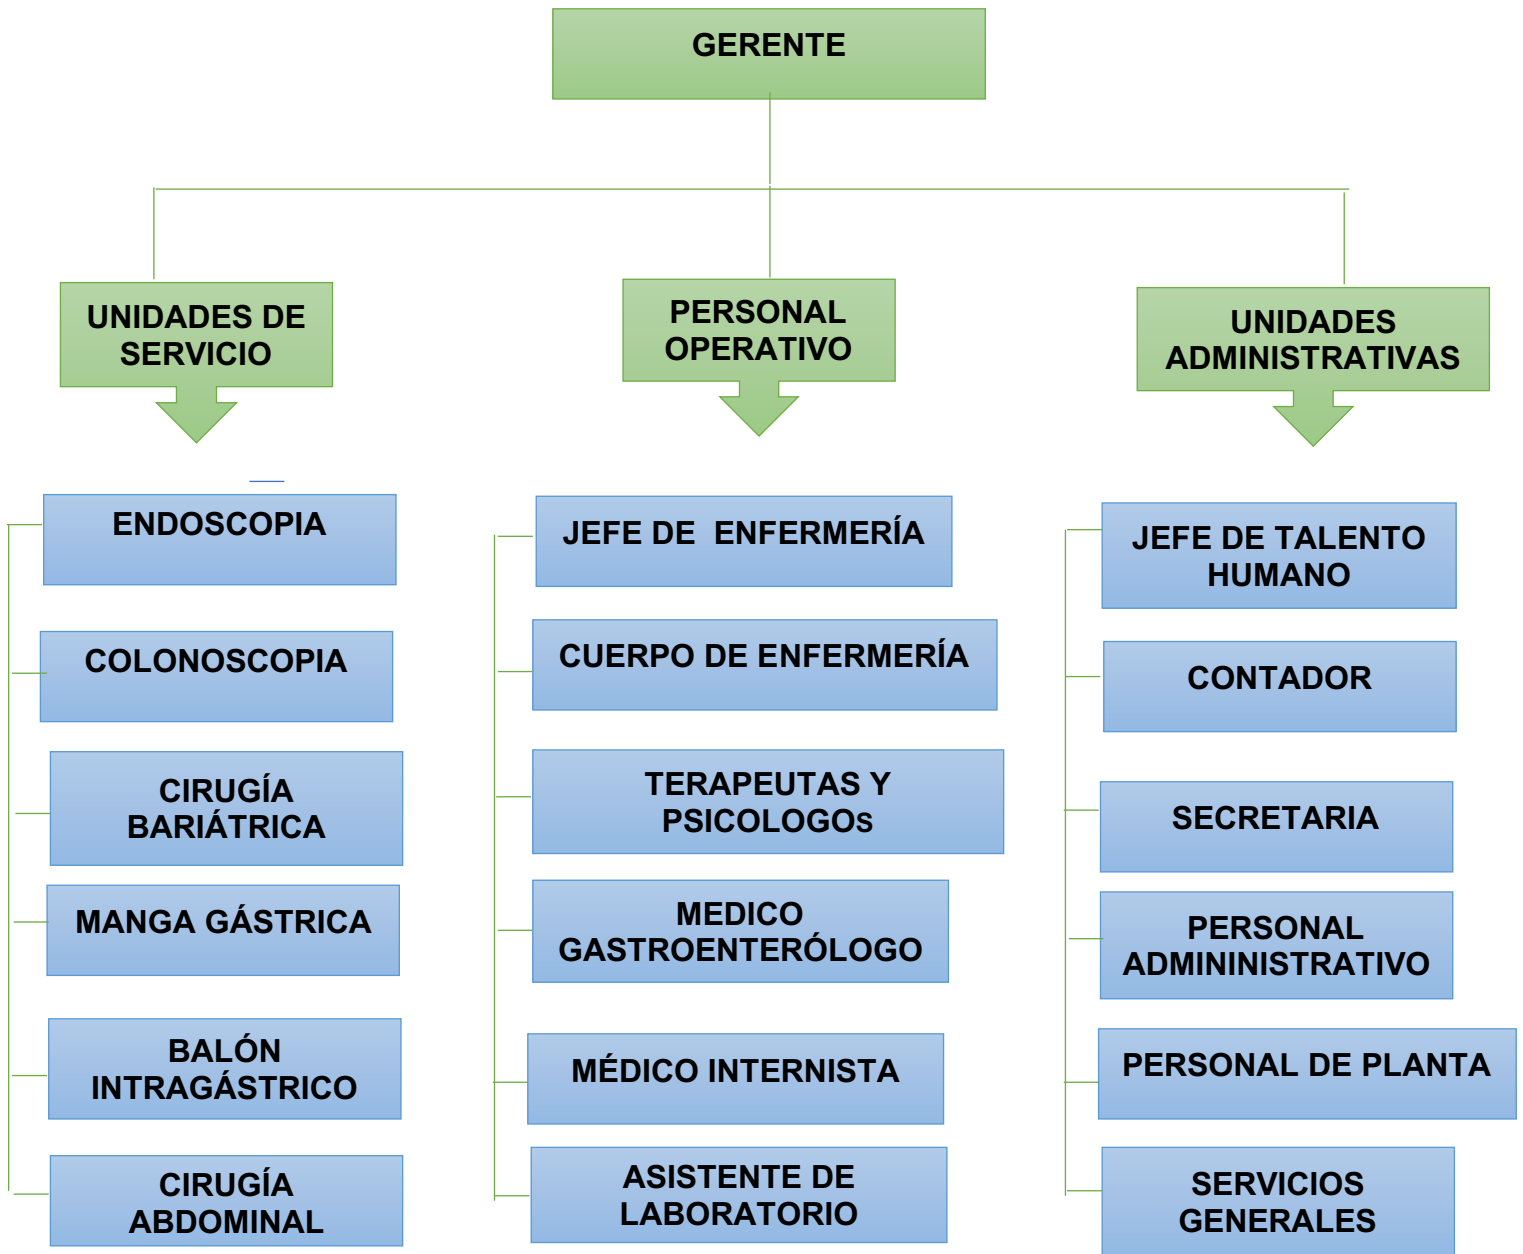 GERENTE
UNIDADES DE
SERVICIO
PERSONAL
OPERATIVO
UNIDADES
ADMINISTRATIVAS
ENDOSCOPIA
COLONOSCOPIA
CIRUGÍA
BARIÁTRICA
MANGA GÁSTRICA
BALÓN
INTRAGÁSTRICO
CIRUGÍA
ABDOMINAL
JEFE DE  ENFERMERÍA
CUERPO DE ENFERMERÍA
TERAPEUTAS Y
PSICOLOGOs
MEDICO
GASTROENTERÓLOGO
MÉDICO INTERNISTA
ASISTENTE DE
LABORATORIO
JEFE DE TALENTO
HUMANO
CONTADOR
SECRETARIA
PERSONAL
ADMININISTRATIVO
PERSONAL DE PLANTA
SERVICIOS
GENERALES